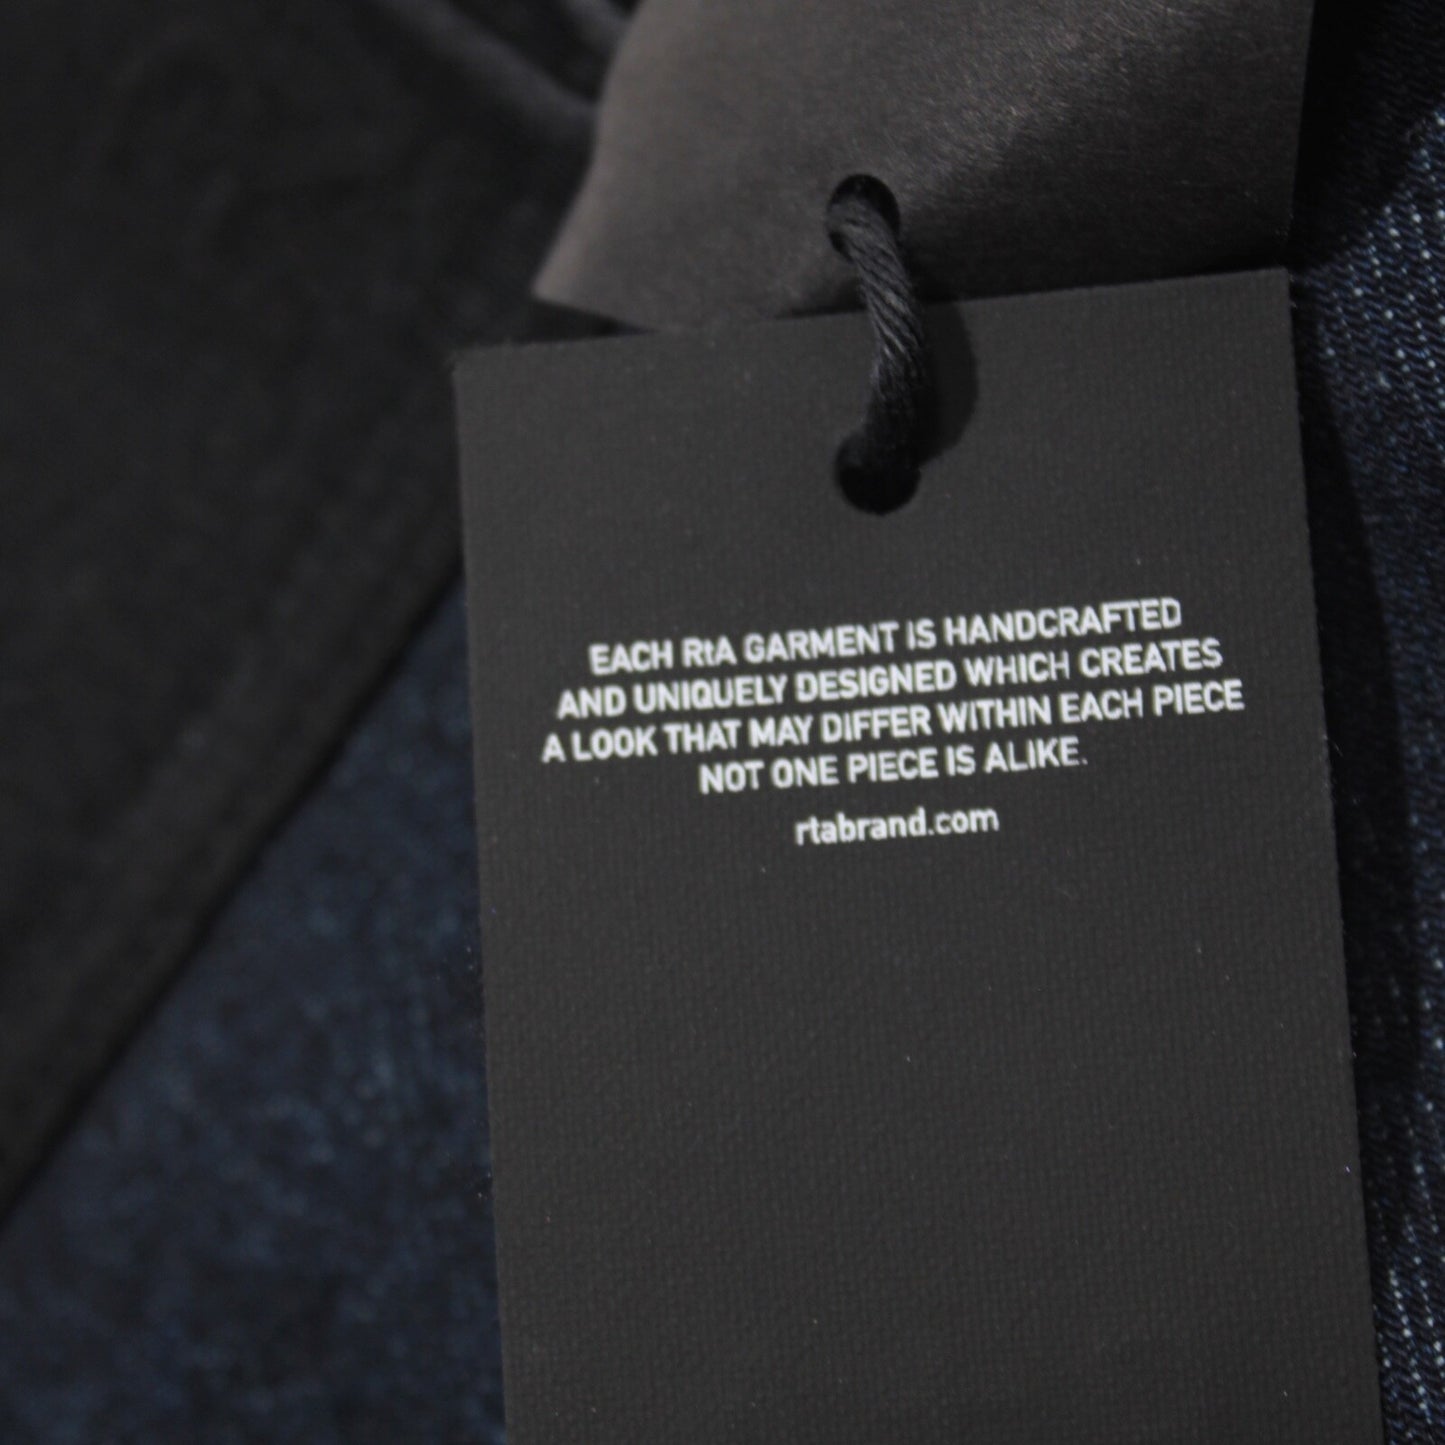 EACH RtA GARMENT IS HANDCRAFTED
AND UNIQUELY DESIGNED WHICH CREATES
A LOOK THAT MAY DIFFER WITHIN EACH PIECE
NOT ONE PIECE IS ALIKE.
rtabrand.com